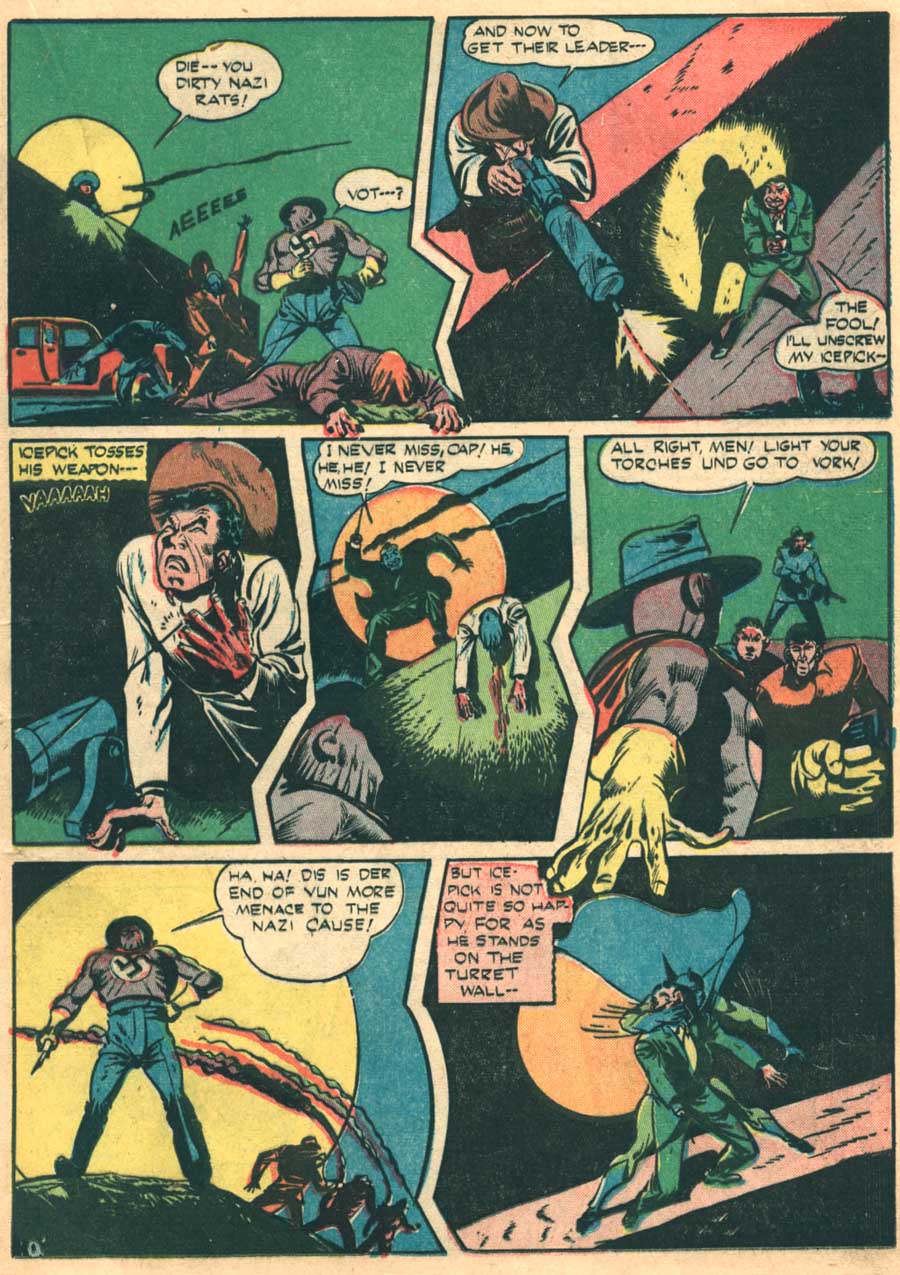 DIE-- YOU
DIRTY NAZI
RATS!
AEEEEE
VOT---?
AND NOW TO
GET THEIR LEADER---
THE
FOOL!
I'LL UNSCREW
MY ICEPICK-
ICEPICK TOSSES
HIS WEAPON---
YAAAAAH
I NEVER MISS, CAP! HE,
HE, HE! I NEVER
MISS!
ALL RIGHT, MEN! LIGHT YOUR
TORCHES UND GO TO VORK!
HA, HA! DIS IS DER
END OF VUN MORE
MENACE TO THE
NAZI CAUSE!
BUT ICE-
PICK IS NOT
QUITE SO HAP-
PY FOR AS
HE STANDS
ON THE
TURRET
WALL--